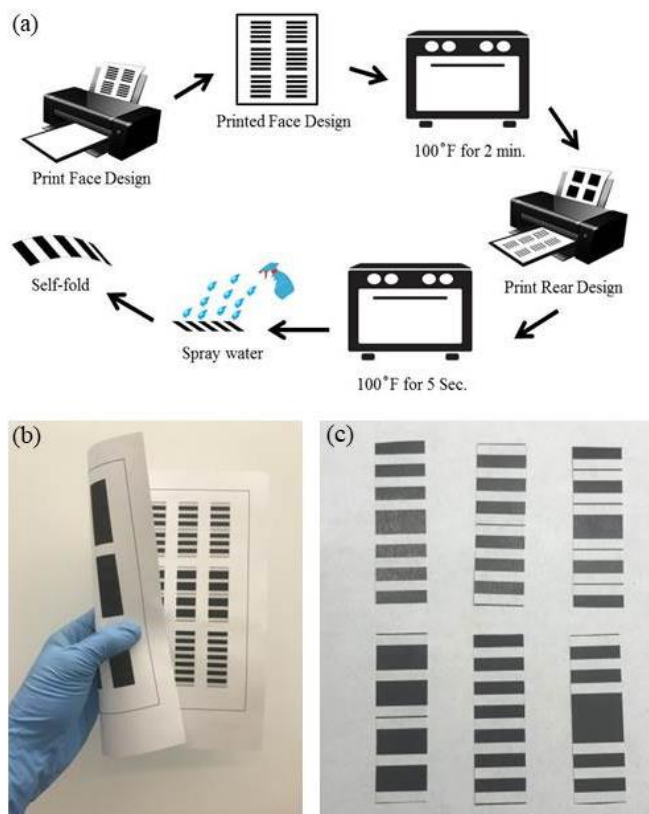 (a)
Print Face Design
Printed Face Design
100˚F for 2 min.
Print Rear Design
100˚F for 5 Sec.
Spray water
Self-fold
(b)
(c)